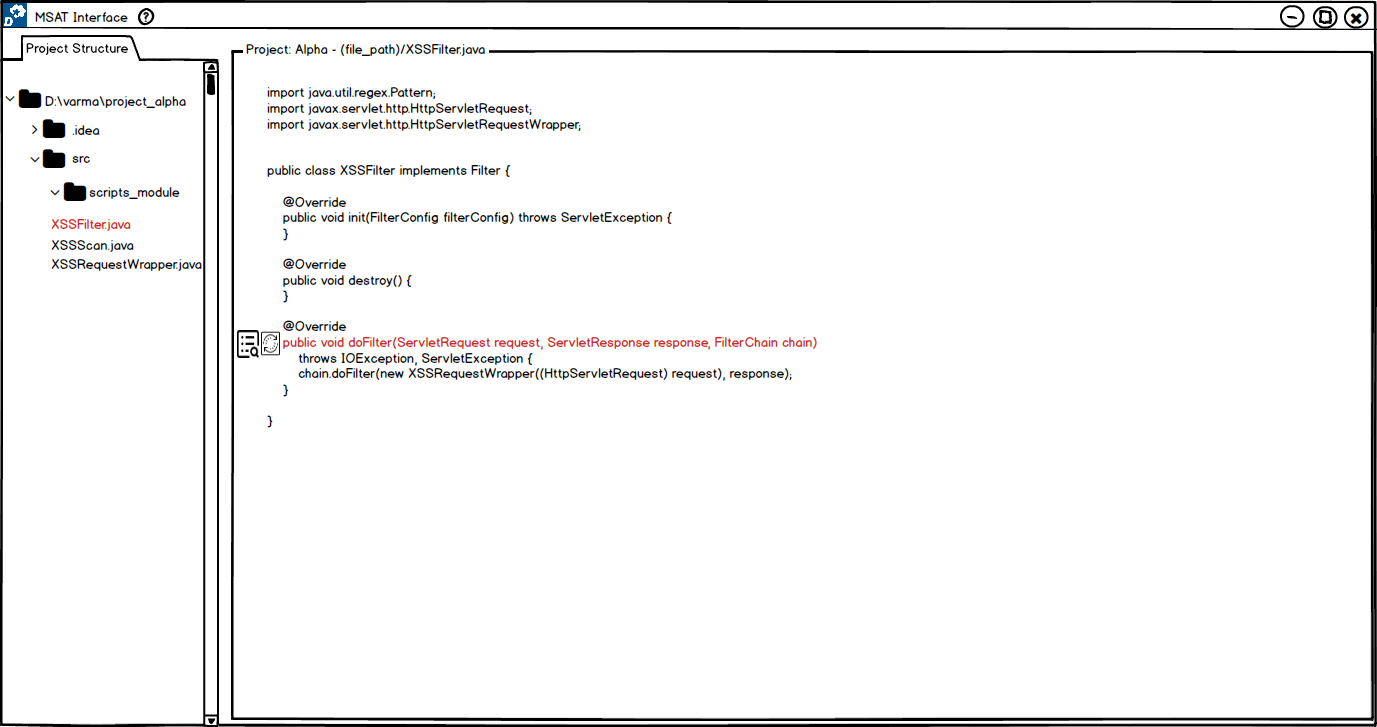 MSAT Interface ?
Project Structure
D:\varma\project_alpha
.idea
src
scripts_module
XSSFilter.java
XSSScan.java
XSSRequestWrapper.java
Project: Alpha - (file_path)/XSSFilter.java
import java.util.regex.Pattern;
import javax.servlet.http.HttpServletRequest;
import javax.servlet.http.HttpServletRequestWrapper;
public class XSSFilter implements Filter {
@Override
public void init(FilterConfig filterConfig) throws ServletException {
}
@Override
public void destroy() {
}
@Override
public void doFilter(ServletRequest request, ServletResponse response, FilterChain chain)
throws IOException, ServletException {
chain.doFilter(new XSSRequestWrapper((HttpServletRequest) request), response);
}
}